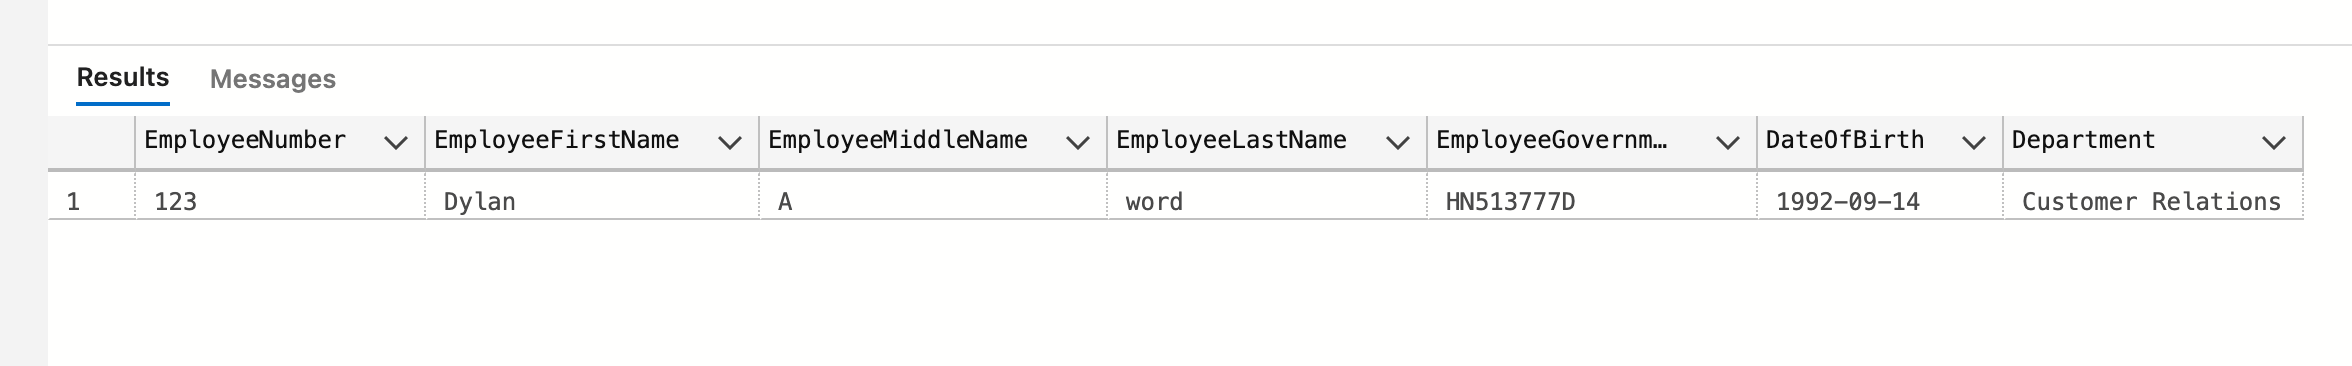 Results Messages
EmployeeNumber EmployeeFirstName EmployeeMiddleName EmployeeLastName EmployeeGovernm… DateOfBirth Department
1 123 Dylan A word HN513777D 1992-09-14 Customer Relations